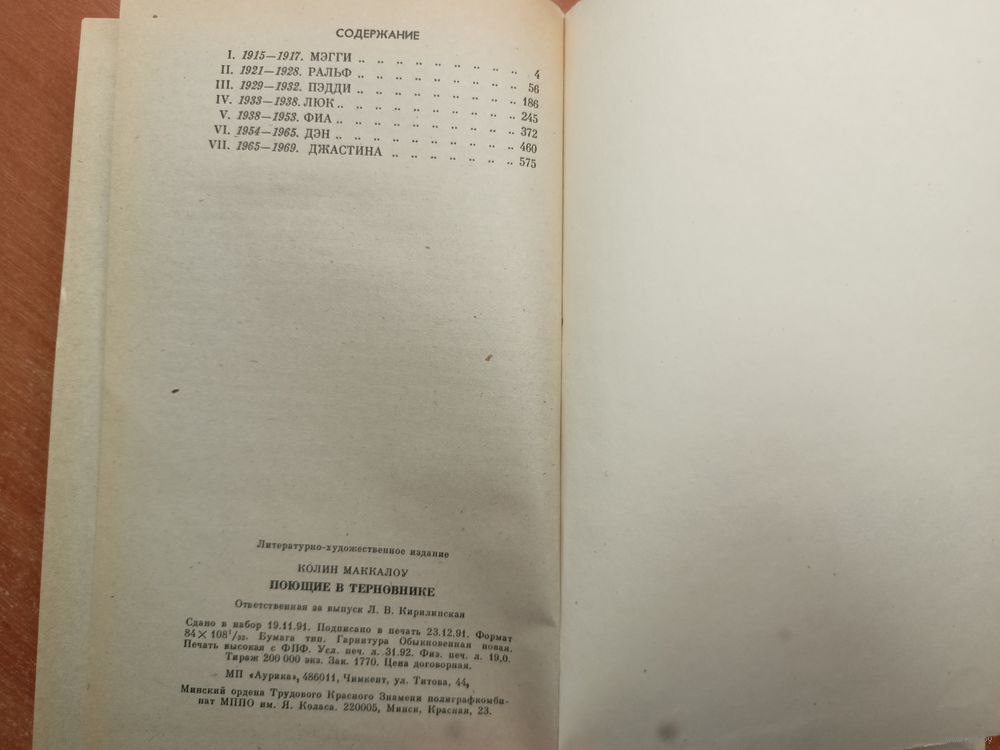 СОДЕРЖАНИЕ
I. 1915—1917. МЭГГИ .. .. .. .. .. .. .. .. .. 4
II. 1921—1928. РАЛЬФ .. .. .. .. .. .. .. .. .. 56
III. 1929—1932. ПЭДДИ .. .. .. .. .. .. .. .. .. 186
IV. 1933—1938. ЛЮК .. .. .. .. .. .. .. .. .. .. 245
V. 1938—1953. ФИА .. .. .. .. .. .. .. .. .. .. 372
VI. 1954—1965. ДЭН .. .. .. .. .. .. .. .. .. .. 460
VII. 1965—1969. ДЖАСТИНА .. .. .. .. .. .. .. 575
Литературно-художественное издание
КОЛИН МАККАЛОУ
ПОЮЩИЕ В ТЕРНОВНИКЕ
Ответственная за выпуск Л. В. Кирилинская
Сдано в набор 19.11.91. Подписано в печать 23.12.91. Формат
84×108¹/₃₂. Бумага тип. Гарнитура Обыкновенная новая.
Печать высокая с ФПФ. Усл. печ. л. 31.92. Физ. печ. л. 19,0.
Тираж 200 000 экз. Зак. 1770. Цена договорная.
МП «Аурика», 486011, Чимкент, ул. Титова, 44,
Минский ордена Трудового Красного Знамени полиграфкомби-
нат МППО им. Я. Коласа. 220005, Минск, Красная, 23.